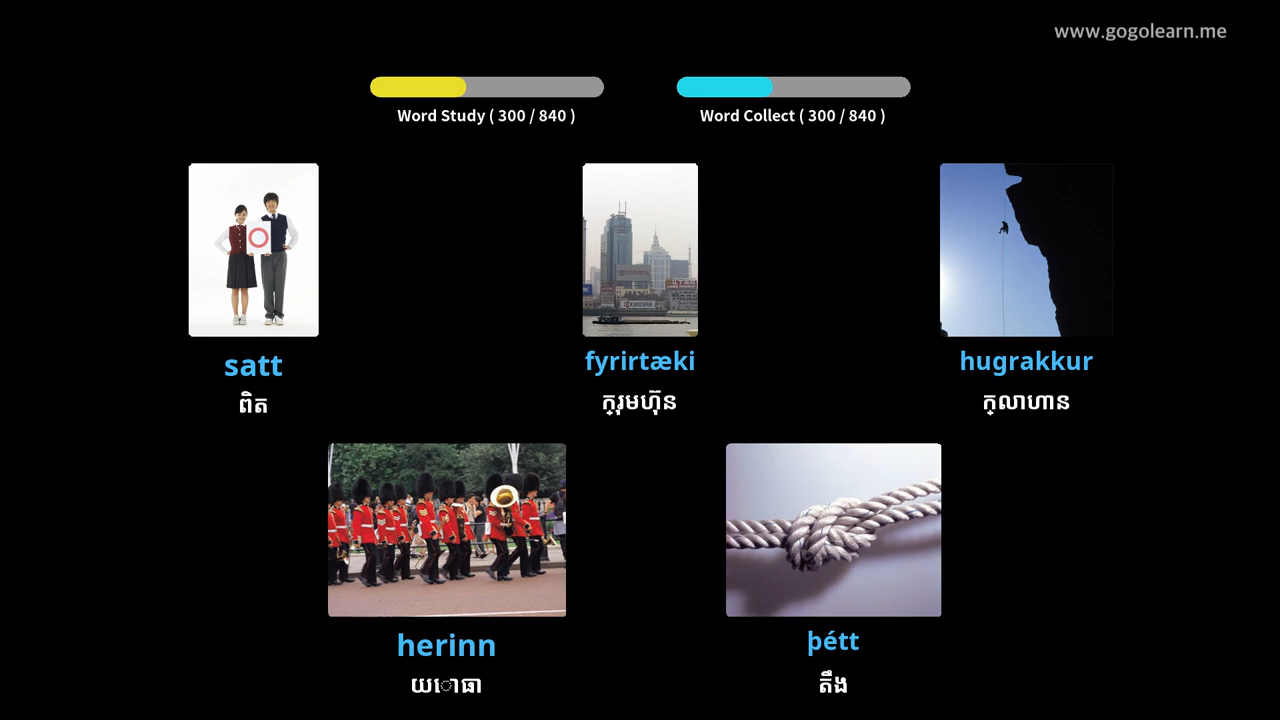 www.gogolearn.me
Word Study ( 300 / 840 )
Word Collect ( 300 / 840 )
satt
ពិត
fyrirtæki
ក្រុមហ៊ុន
hugrakkur
ក្លាហាន
TOYOTA
herinn
យោធា
þétt
តឹង